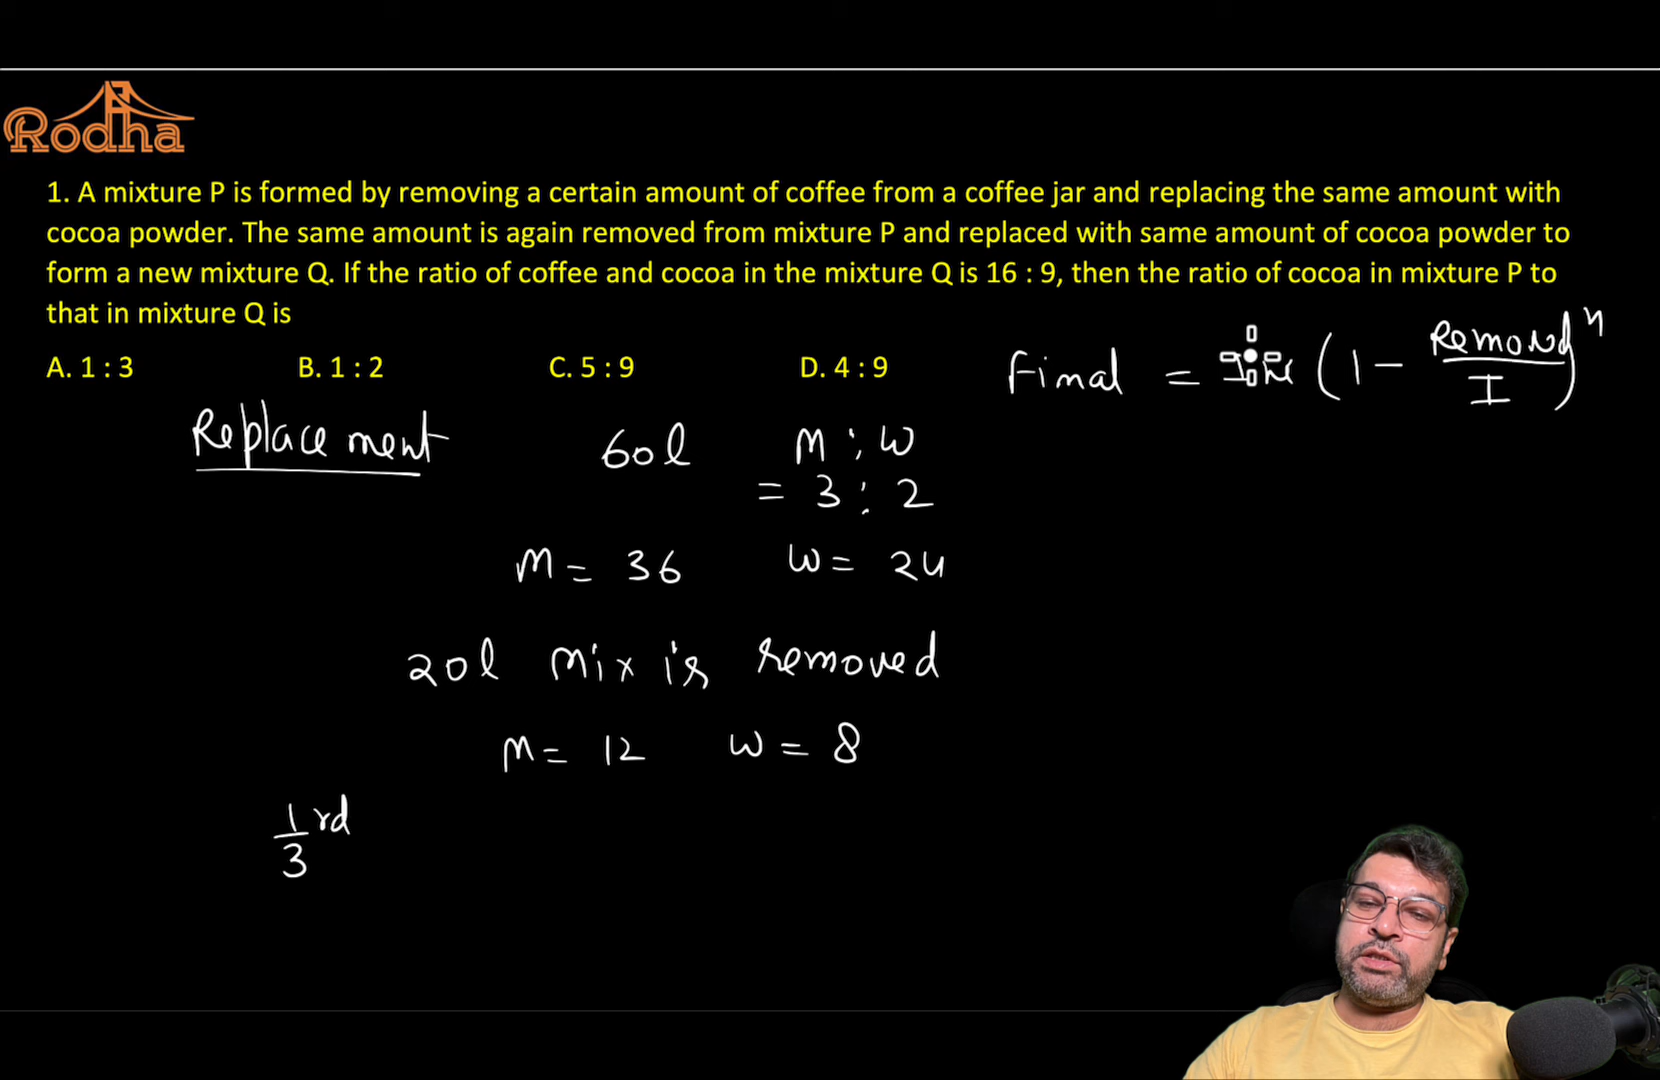 Rodha
1. A mixture P is formed by removing a certain amount of coffee from a coffee jar and replacing the same amount with
cocoa powder. The same amount is again removed from mixture P and replaced with same amount of cocoa powder to
form a new mixture Q. If the ratio of coffee and cocoa in the mixture Q is 16 : 9, then the ratio of cocoa in mixture P to
that in mixture Q is
A. 1 : 3 B. 1 : 2 C. 5 : 9 D. 4 : 9
Final = (1 - Removed / I)^n
Replacement 60l M : W
= 3 : 2
M = 36 W = 24
20l mix is removed
M = 12 W = 8
1/3 rd